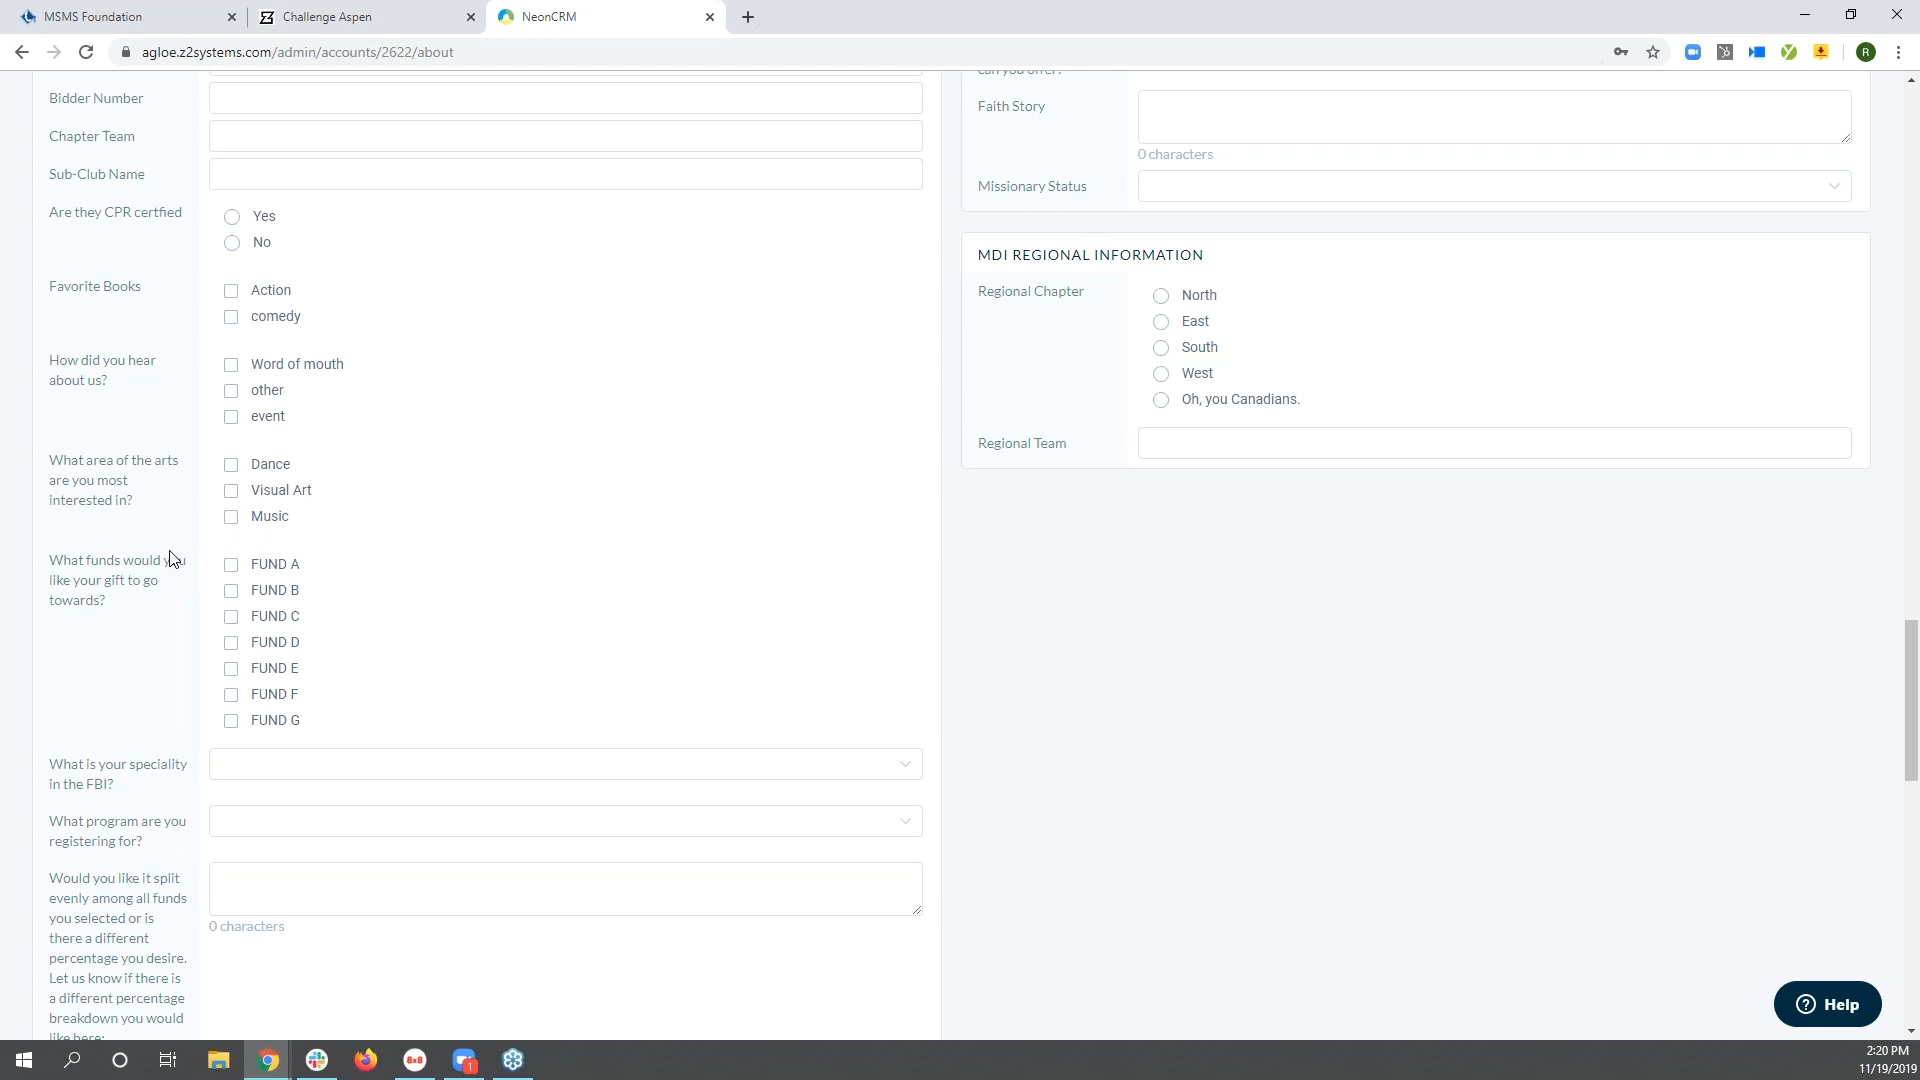 MSMS Foundation
Challenge Aspen
NeonCRM
agloe.z2systems.com/admin/accounts/2622/about
R
Bidder Number
Chapter Team
Sub-Club Name
Are they CPR certfied
Yes
No
Favorite Books
Action
comedy
How did you hear
about us?
Word of mouth
other
event
What area of the arts
are you most
interested in?
Dance
Visual Art
Music
What funds would you
like your gift to go
towards?
FUND A
FUND B
FUND C
FUND D
FUND E
FUND F
FUND G
What is your speciality
in the FBI?
What program are you
registering for?
Would you like it split
evenly among all funds
you selected or is
there a different
percentage you desire.
Let us know if there is
a different percentage
breakdown you would
like here:
0 characters
can you offer?
Faith Story
0 characters
Missionary Status
MDI REGIONAL INFORMATION
Regional Chapter
North
East
South
West
Oh, you Canadians.
Regional Team
? Help
8x8
1
2:20 PM
11/19/2019